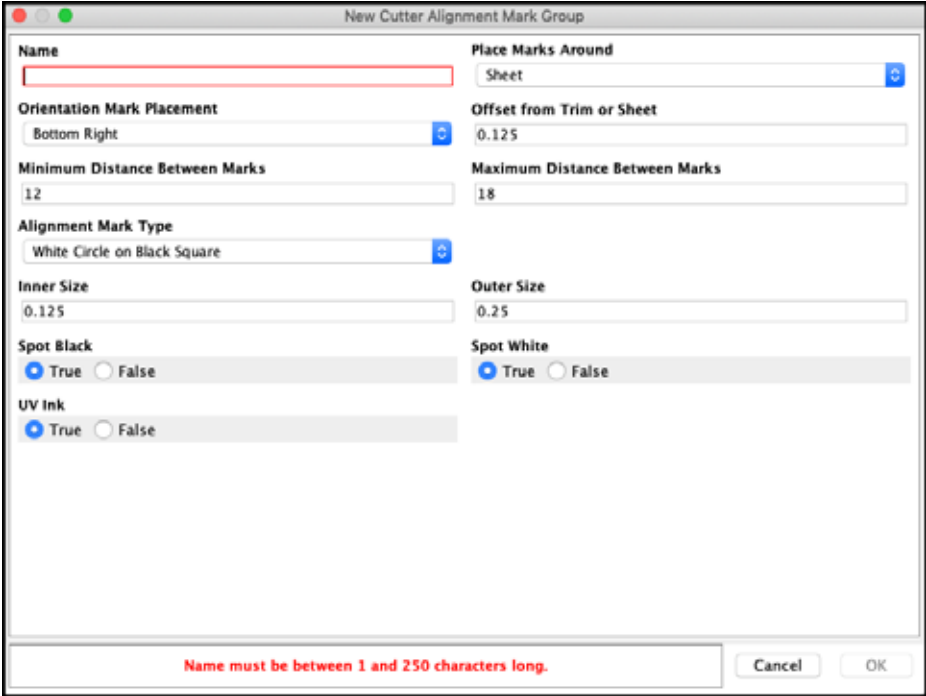 New Cutter Alignment Mark Group
Name
Place Marks Around
Sheet
Orientation Mark Placement
Offset from Trim or Sheet
Bottom Right
0.125
Minimum Distance Between Marks
Maximum Distance Between Marks
12
18
Alignment Mark Type
White Circle on Black Square
Inner Size
Outer Size
0.125
0.25
Spot Black
Spot White
True False
True False
UV Ink
True False
Name must be between 1 and 250 characters long.
Cancel
OK